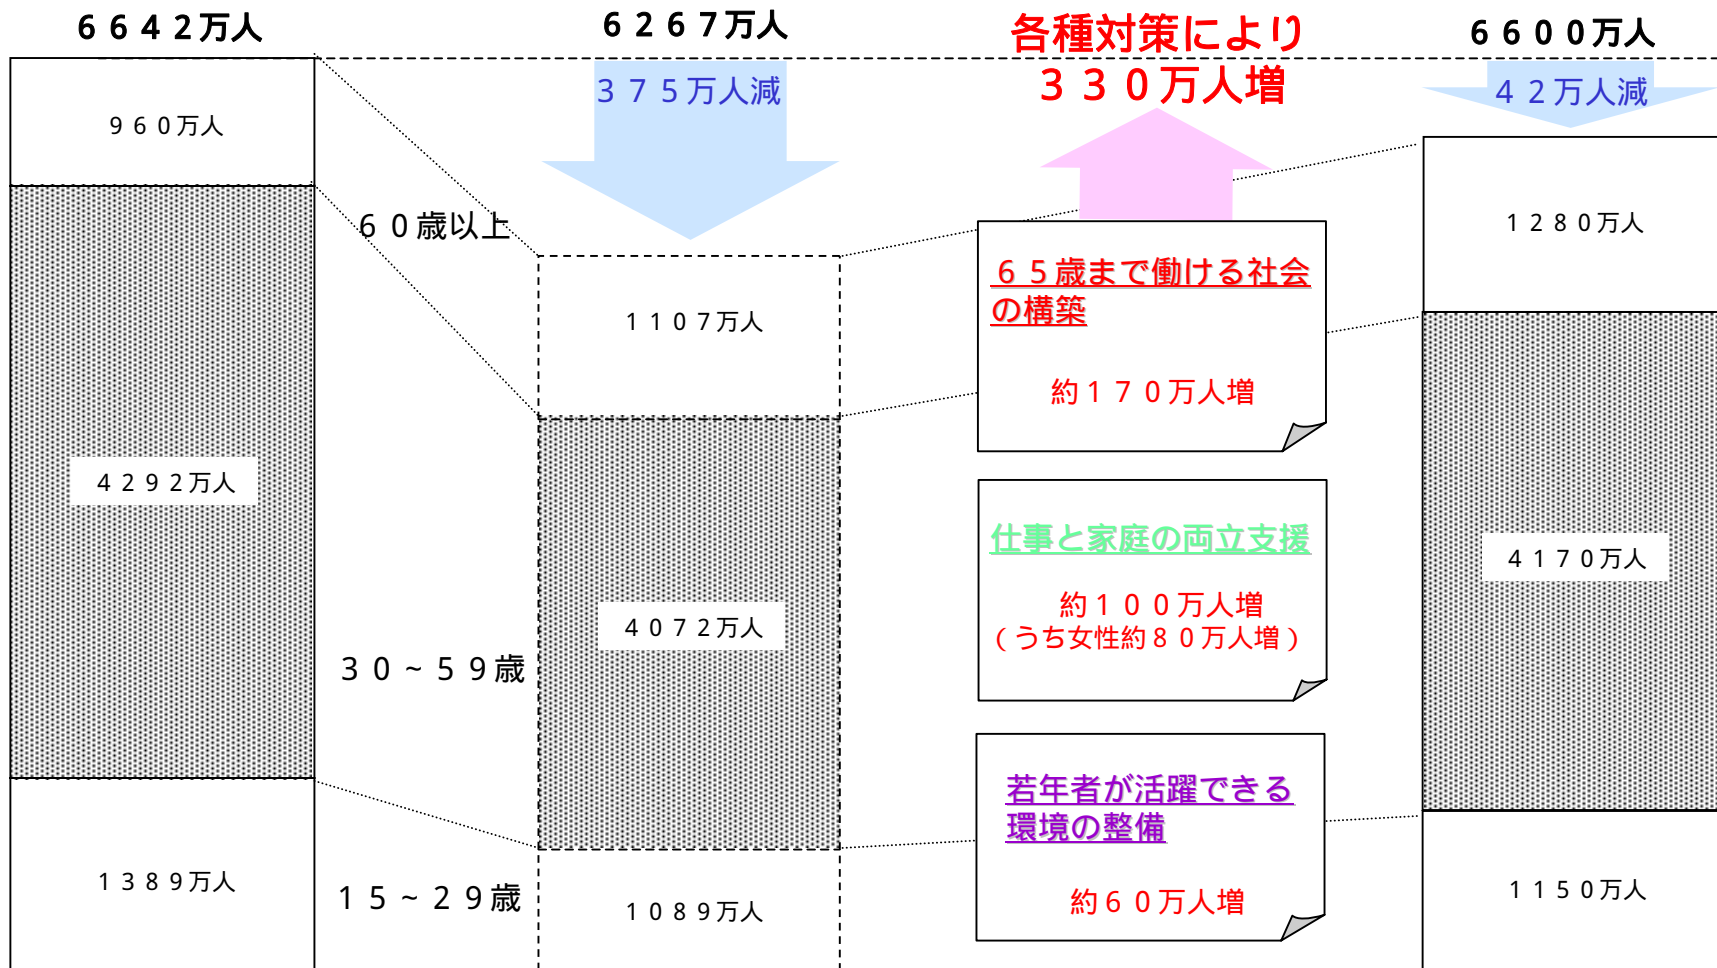 ６６４２万人
６２６７万人
各種対策により
３３０万人増
６６００万人
３７５万人減
４２万人減
９６０万人
６０歳以上
１２８０万人
６５歳まで働ける社会
の構築
１１０７万人
約１７０万人増
４２９２万人
仕事と家庭の両立支援
４１７０万人
約１００万人増
（うち女性約８０万人増）
４０７２万人
３０~５９歳
若年者が活躍できる
環境の整備
１３８９万人
１５~２９歳
１０８９万人
約６０万人増
１１５０万人